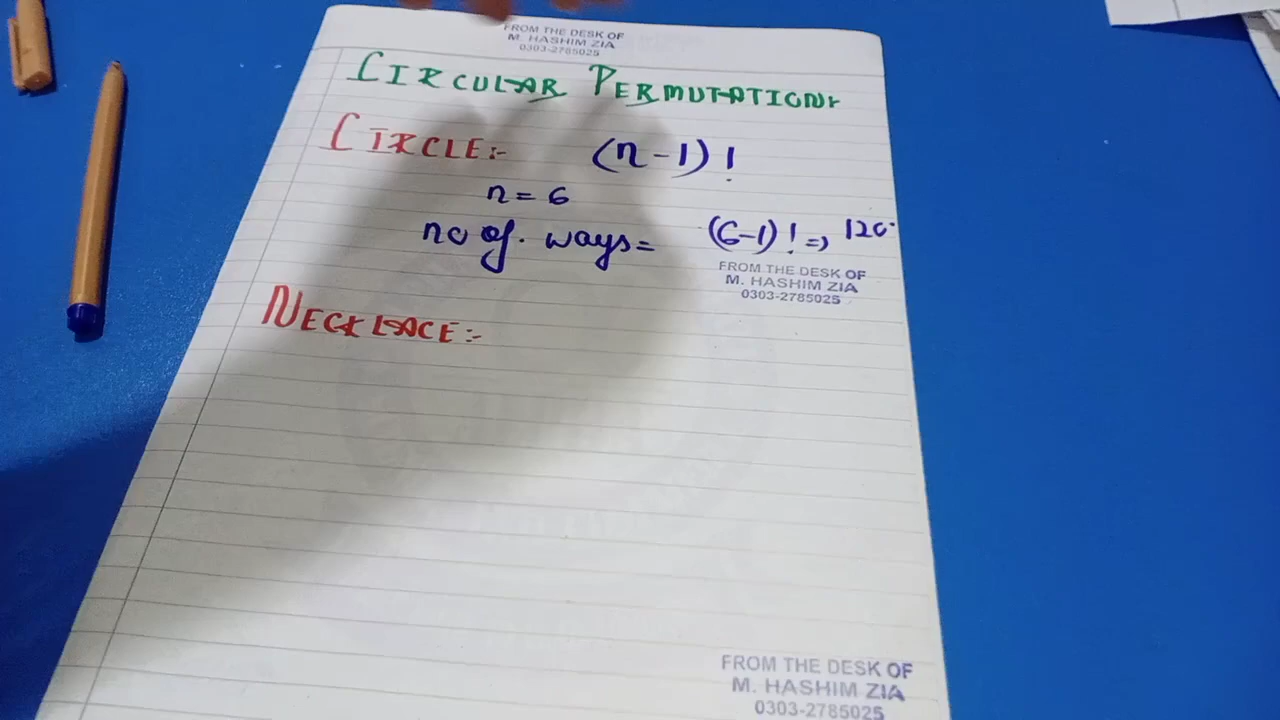 FROM THE DESK OF
M. HASHIM ZIA
0303-2785025
CIRCULAR PERMUTATION:
CIRCLE:- (n-1)!
n = 6
no of. ways = (6-1)! => 120
FROM THE DESK OF
M. HASHIM ZIA
0303-2785025
NECKLACE:-
FROM THE DESK OF
M. HASHIM ZIA
0303-2785025